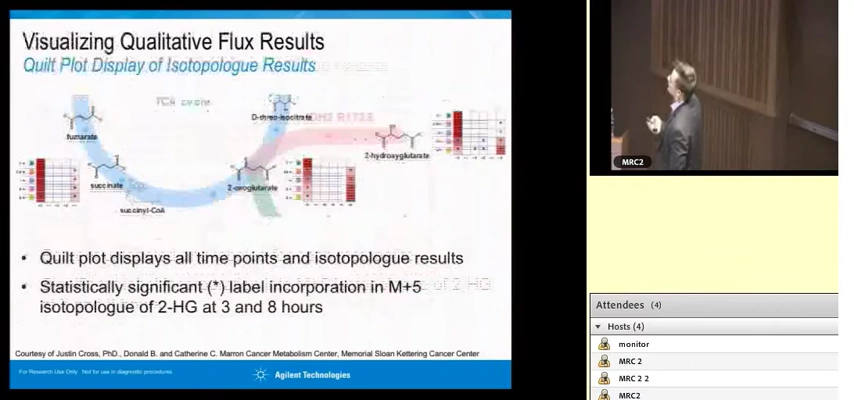 Visualizing Qualitative Flux Results
Quilt Plot Display of Isotopologue Results
TCA cycle
D-threo-isocitrate
fumarate
2-hydroxyglutarate
succinate
2-oxoglutarate
succinyl-CoA
• Quilt plot displays all time points and isotopologue results
• Statistically significant (*) label incorporation in M+5
isotopologue of 2-HG at 3 and 8 hours
Courtesy of Justin Cross, PhD., Donald B. and Catherine C. Marron Cancer Metabolism Center, Memorial Sloan Kettering Cancer Center
For Research Use Only. Not for use in diagnostic procedures.
Agilent Technologies
MRC2
Attendees (4)
Hosts (4)
monitor
MRC 2
MRC 2 2
MRC2